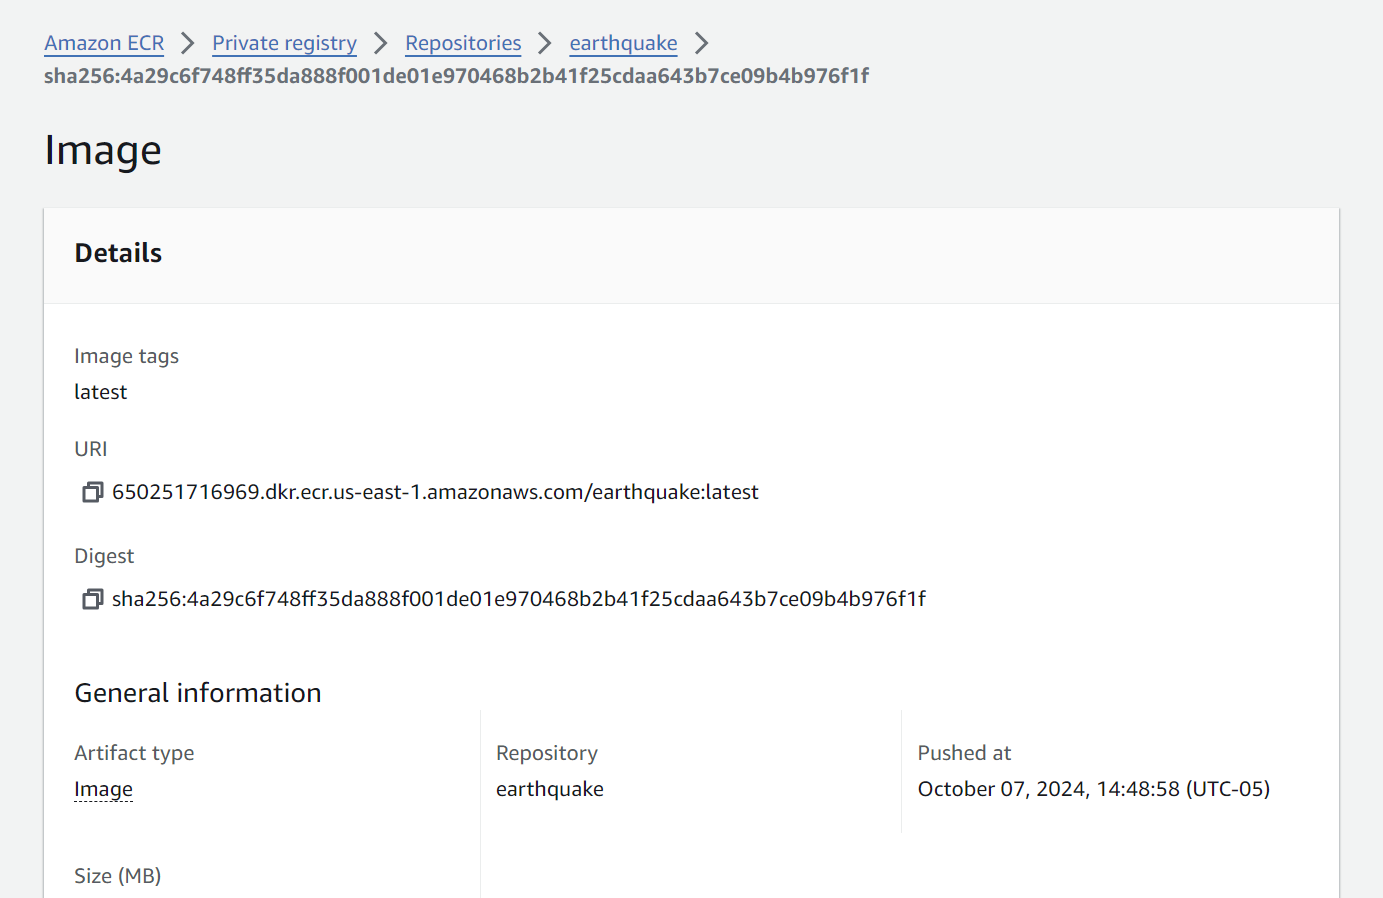 Amazon ECR > Private registry > Repositories > earthquake >
sha256:4a29c6f748ff35da888f001de01e970468b2b41f25cdaa643b7ce09b4b976f1f
Image
Details
Image tags
latest
URI
650251716969.dkr.ecr.us-east-1.amazonaws.com/earthquake:latest
Digest
sha256:4a29c6f748ff35da888f001de01e970468b2b41f25cdaa643b7ce09b4b976f1f
General information
Artifact type
Image
Repository
earthquake
Pushed at
October 07, 2024, 14:48:58 (UTC-05)
Size (MB)